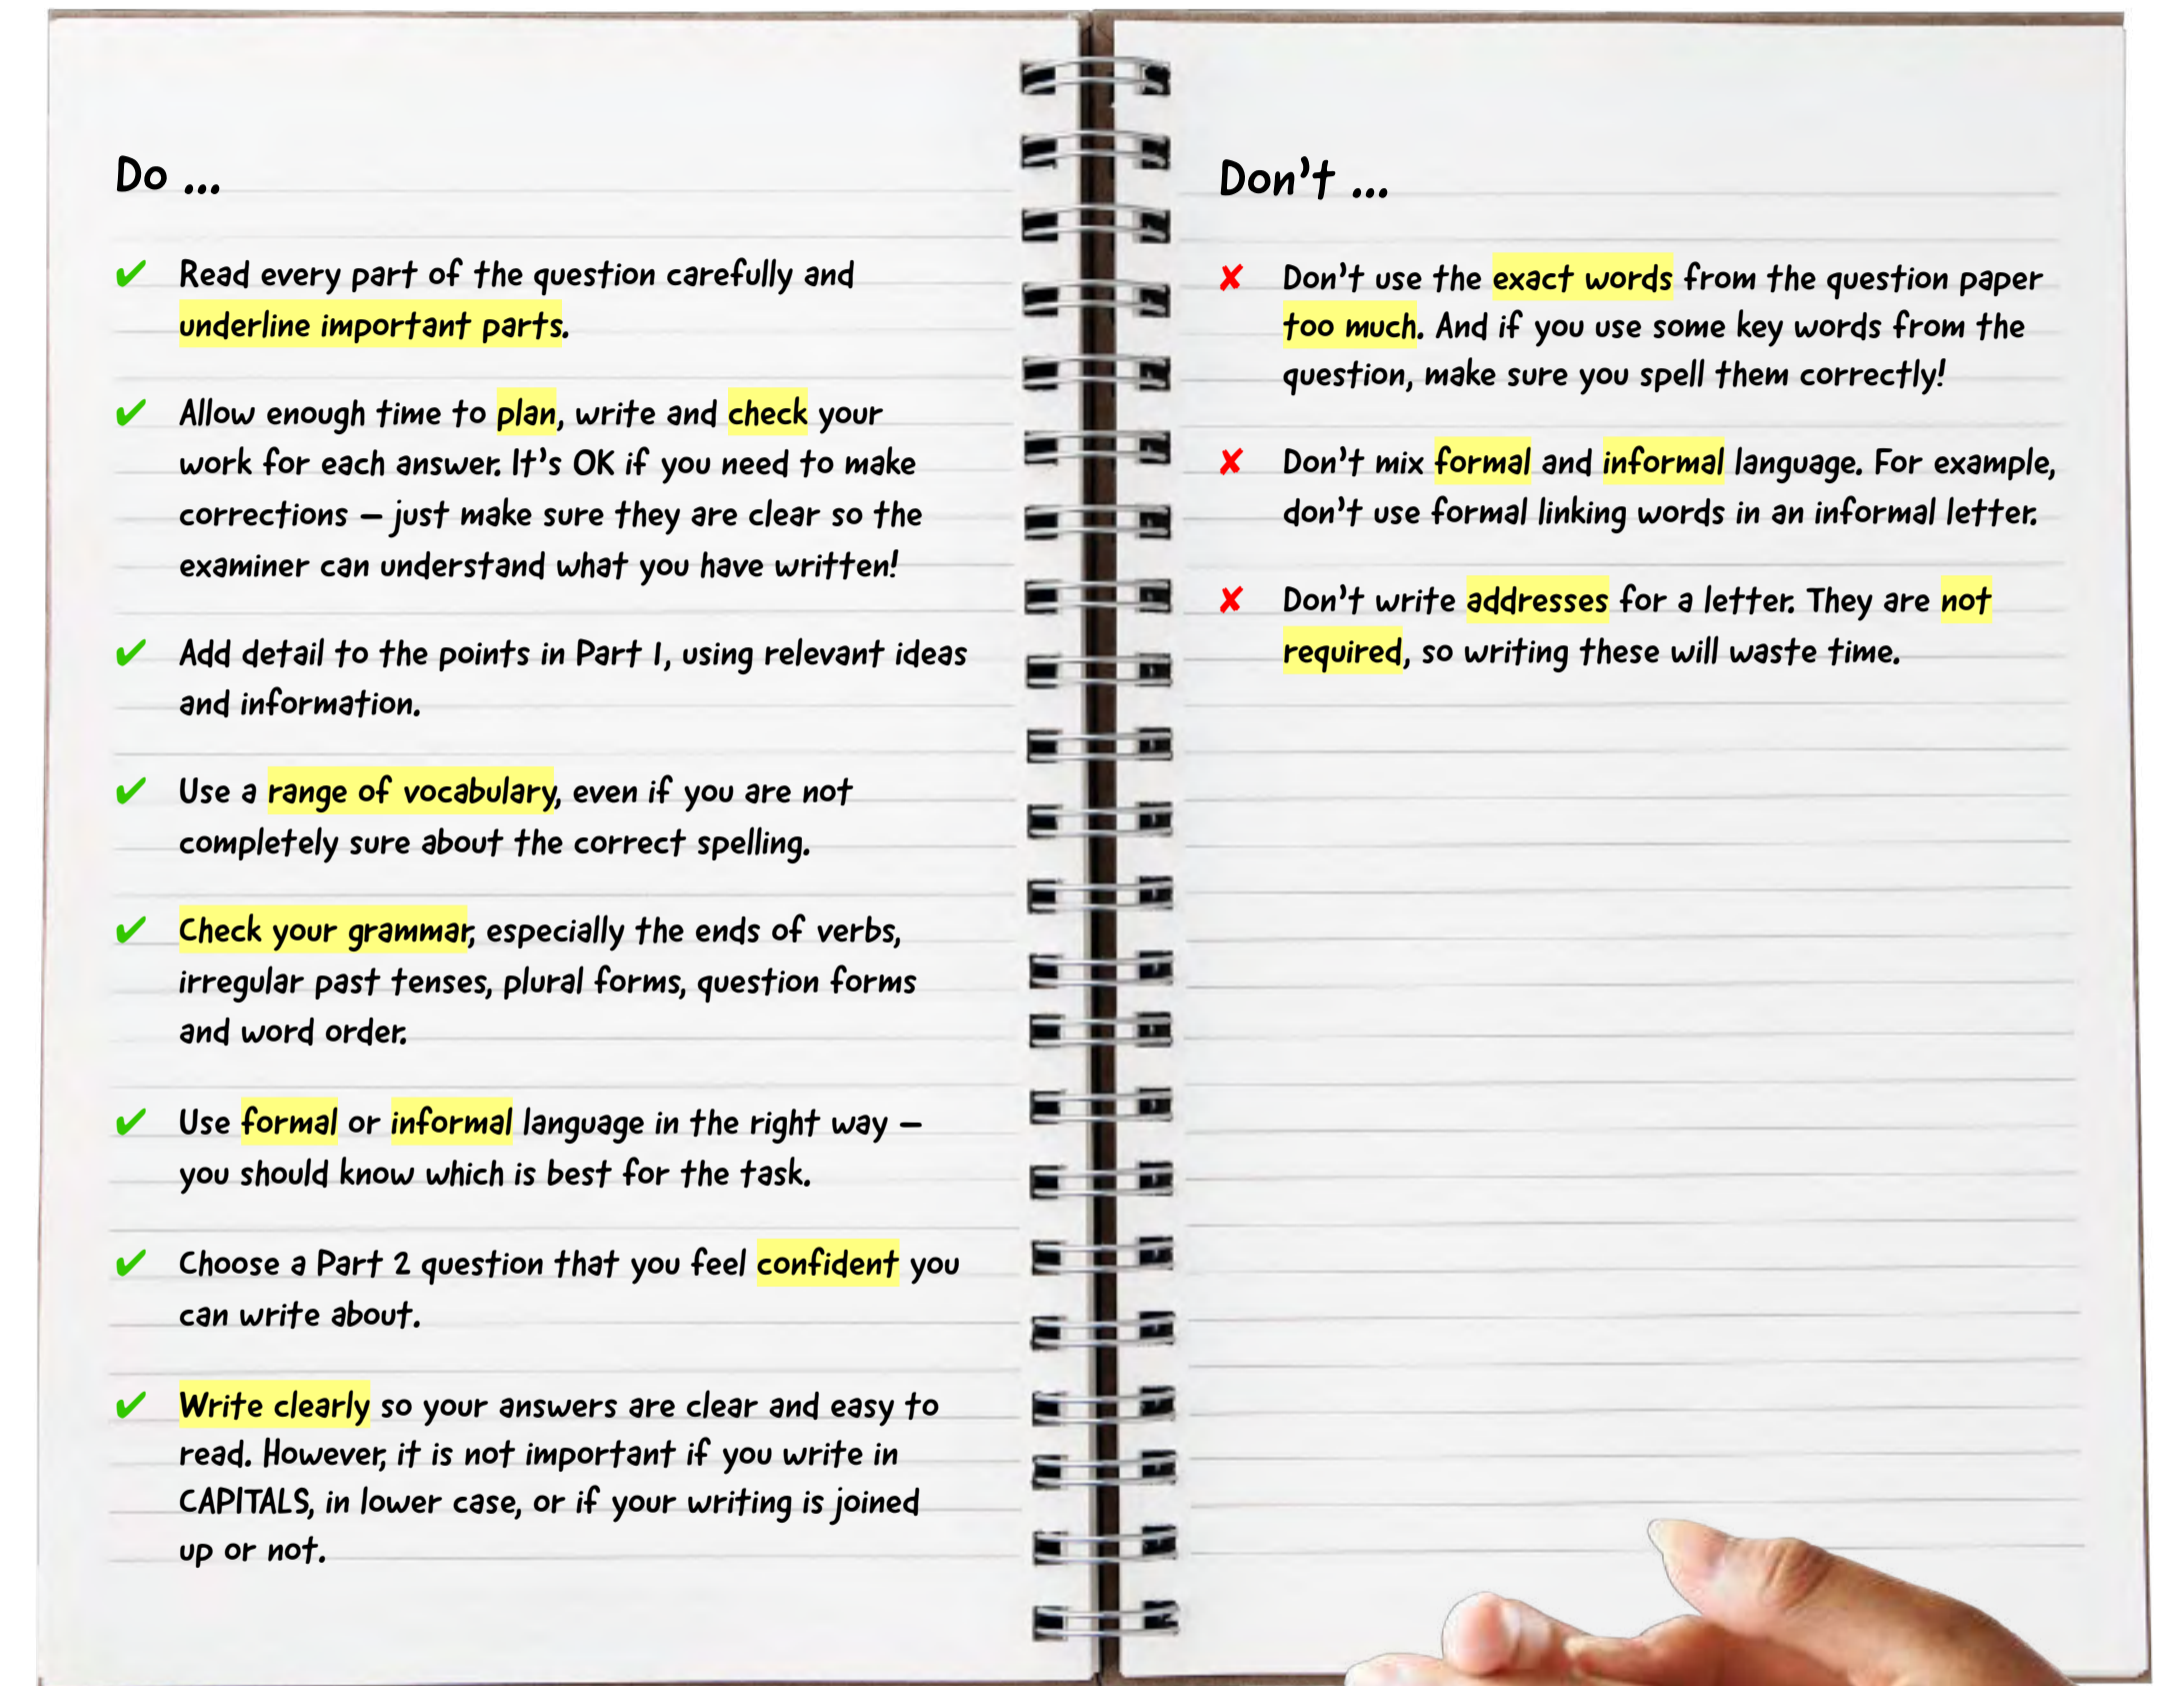 Do ...
✔ Read every part of the question carefully and
underline important parts.
✔ Allow enough time to plan, write and check your
work for each answer. It's OK if you need to make
corrections – just make sure they are clear so the
examiner can understand what you have written!
✔ Add detail to the points in Part 1, using relevant ideas
and information.
✔ Use a range of vocabulary, even if you are not
completely sure about the correct spelling.
✔ Check your grammar, especially the ends of verbs,
irregular past tenses, plural forms, question forms
and word order.
✔ Use formal or informal language in the right way –
you should know which is best for the task.
✔ Choose a Part 2 question that you feel confident you
can write about.
✔ Write clearly so your answers are clear and easy to
read. However, it is not important if you write in
CAPITALS, in lower case, or if your writing is joined
up or not.
Don't ...
✘ Don't use the exact words from the question paper
too much. And if you use some key words from the
question, make sure you spell them correctly!
✘ Don't mix formal and informal language. For example,
don't use formal linking words in an informal letter.
✘ Don't write addresses for a letter. They are not
required, so writing these will waste time.